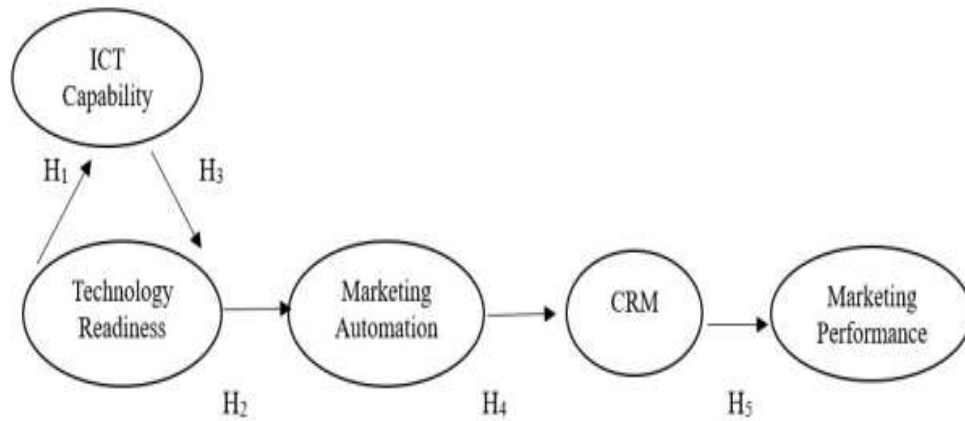 ICT
Capability
H₁
H₃
Technology
Readiness
Marketing
Automation
CRM
Marketing
Performance
H₂
H₄
H₅